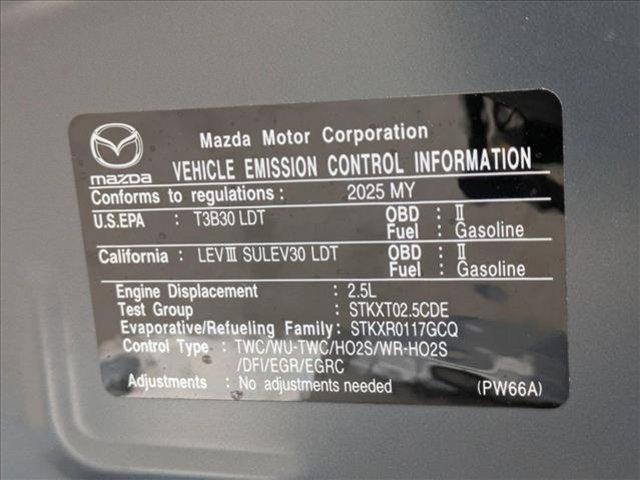 Mazda Motor Corporation
mazda
VEHICLE EMISSION CONTROL INFORMATION
Conforms to regulations : 2025 MY
U.S.EPA : T3B30 LDT OBD : II
Fuel : Gasoline
California : LEVIII SULEV30 LDT OBD : II
Fuel : Gasoline
Engine Displacement : 2.5L
Test Group : STKXT02.5CDE
Evaporative/Refueling Family : STKXR0117GCQ
Control Type : TWC/WU-TWC/HO2S/WR-HO2S
/DFI/EGR/EGRC
Adjustments : No adjustments needed (PW66A)